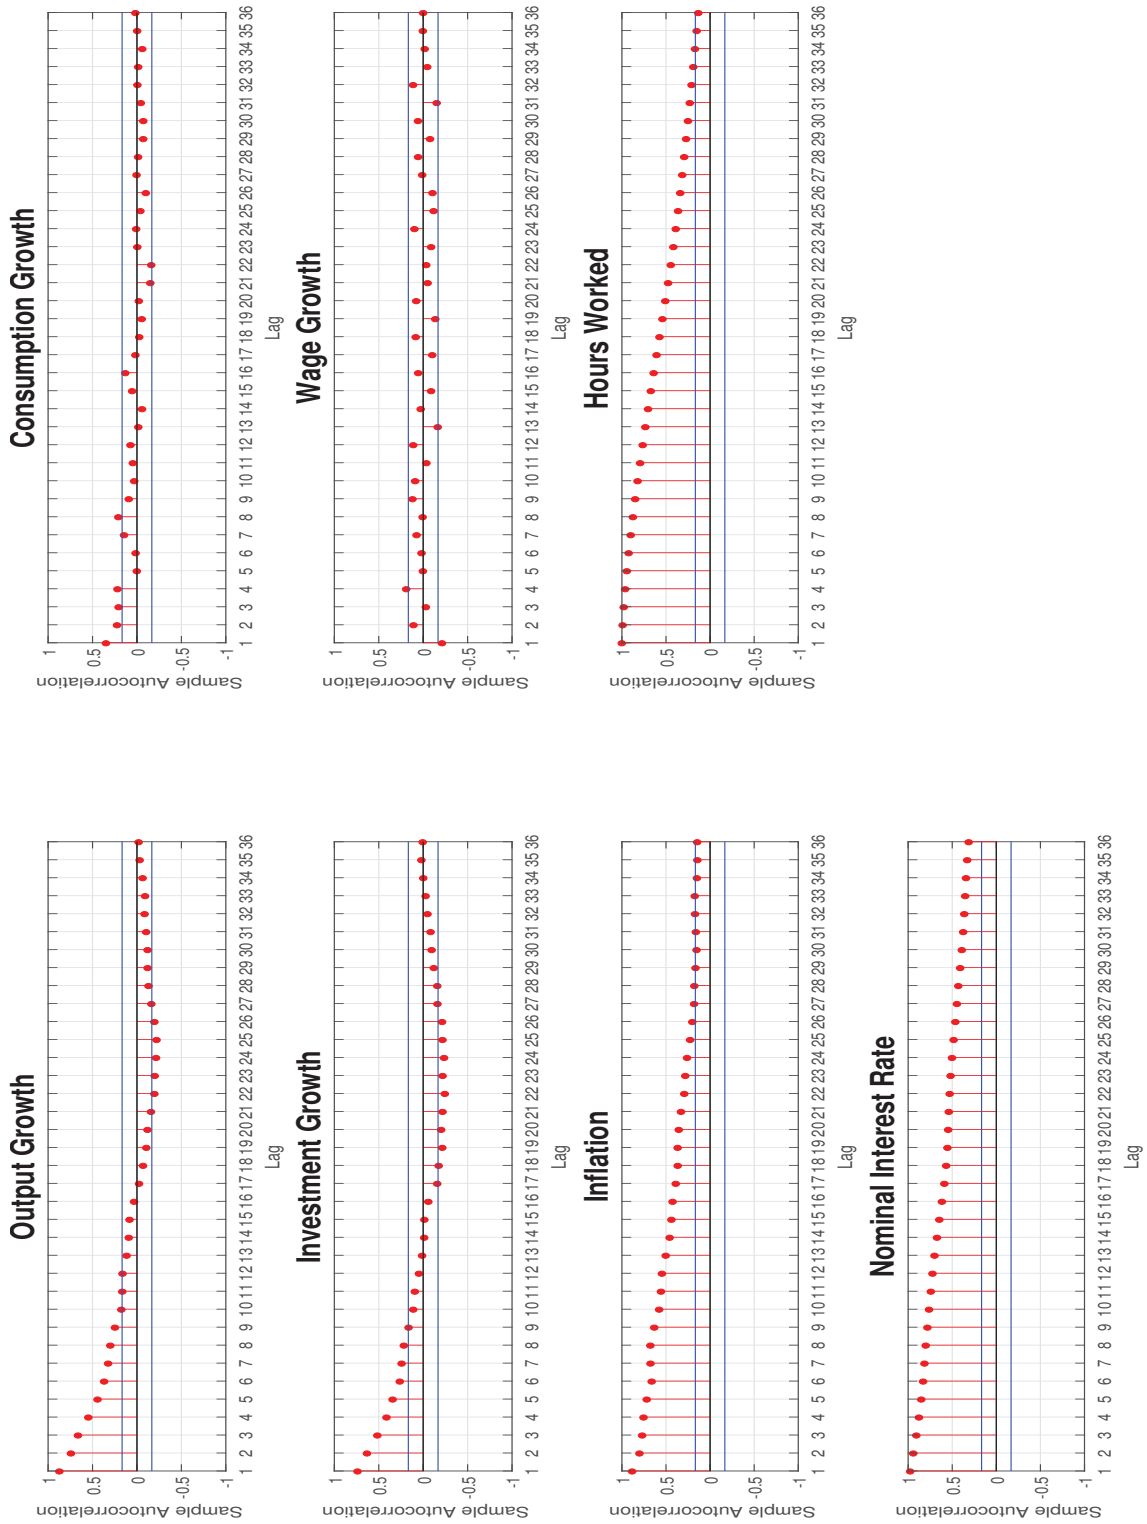 Output Growth
Sample Autocorrelation
1
0.5
0
-0.5
-1
1 2 3 4 5 6 7 8 9 10 11 12 13 14 15 16 17 18 19 20 21 22 23 24 25 26 27 28 29 30 31 32 33 34 35 36
Lag
Consumption Growth
Sample Autocorrelation
1
0.5
0
-0.5
-1
1 2 3 4 5 6 7 8 9 10 11 12 13 14 15 16 17 18 19 20 21 22 23 24 25 26 27 28 29 30 31 32 33 34 35 36
Lag
Investment Growth
Sample Autocorrelation
1
0.5
0
-0.5
-1
1 2 3 4 5 6 7 8 9 10 11 12 13 14 15 16 17 18 19 20 21 22 23 24 25 26 27 28 29 30 31 32 33 34 35 36
Lag
Wage Growth
Sample Autocorrelation
1
0.5
0
-0.5
-1
1 2 3 4 5 6 7 8 9 10 11 12 13 14 15 16 17 18 19 20 21 22 23 24 25 26 27 28 29 30 31 32 33 34 35 36
Lag
Inflation
Sample Autocorrelation
1
0.5
0
-0.5
-1
1 2 3 4 5 6 7 8 9 10 11 12 13 14 15 16 17 18 19 20 21 22 23 24 25 26 27 28 29 30 31 32 33 34 35 36
Lag
Hours Worked
Sample Autocorrelation
1
0.5
0
-0.5
-1
1 2 3 4 5 6 7 8 9 10 11 12 13 14 15 16 17 18 19 20 21 22 23 24 25 26 27 28 29 30 31 32 33 34 35 36
Lag
Nominal Interest Rate
Sample Autocorrelation
1
0.5
0
-0.5
-1
1 2 3 4 5 6 7 8 9 10 11 12 13 14 15 16 17 18 19 20 21 22 23 24 25 26 27 28 29 30 31 32 33 34 35 36
Lag